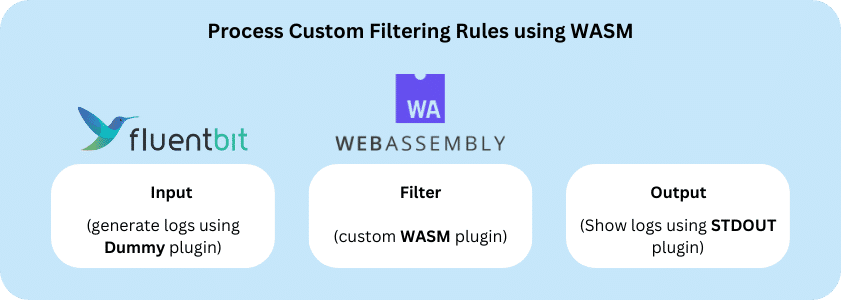 Process Custom Filtering Rules using WASM
fluentbit
WA
WEBASSEMBLY
Input
(generate logs using
Dummy plugin)
Filter
(custom WASM plugin)
Output
(Show logs using STDOUT
plugin)